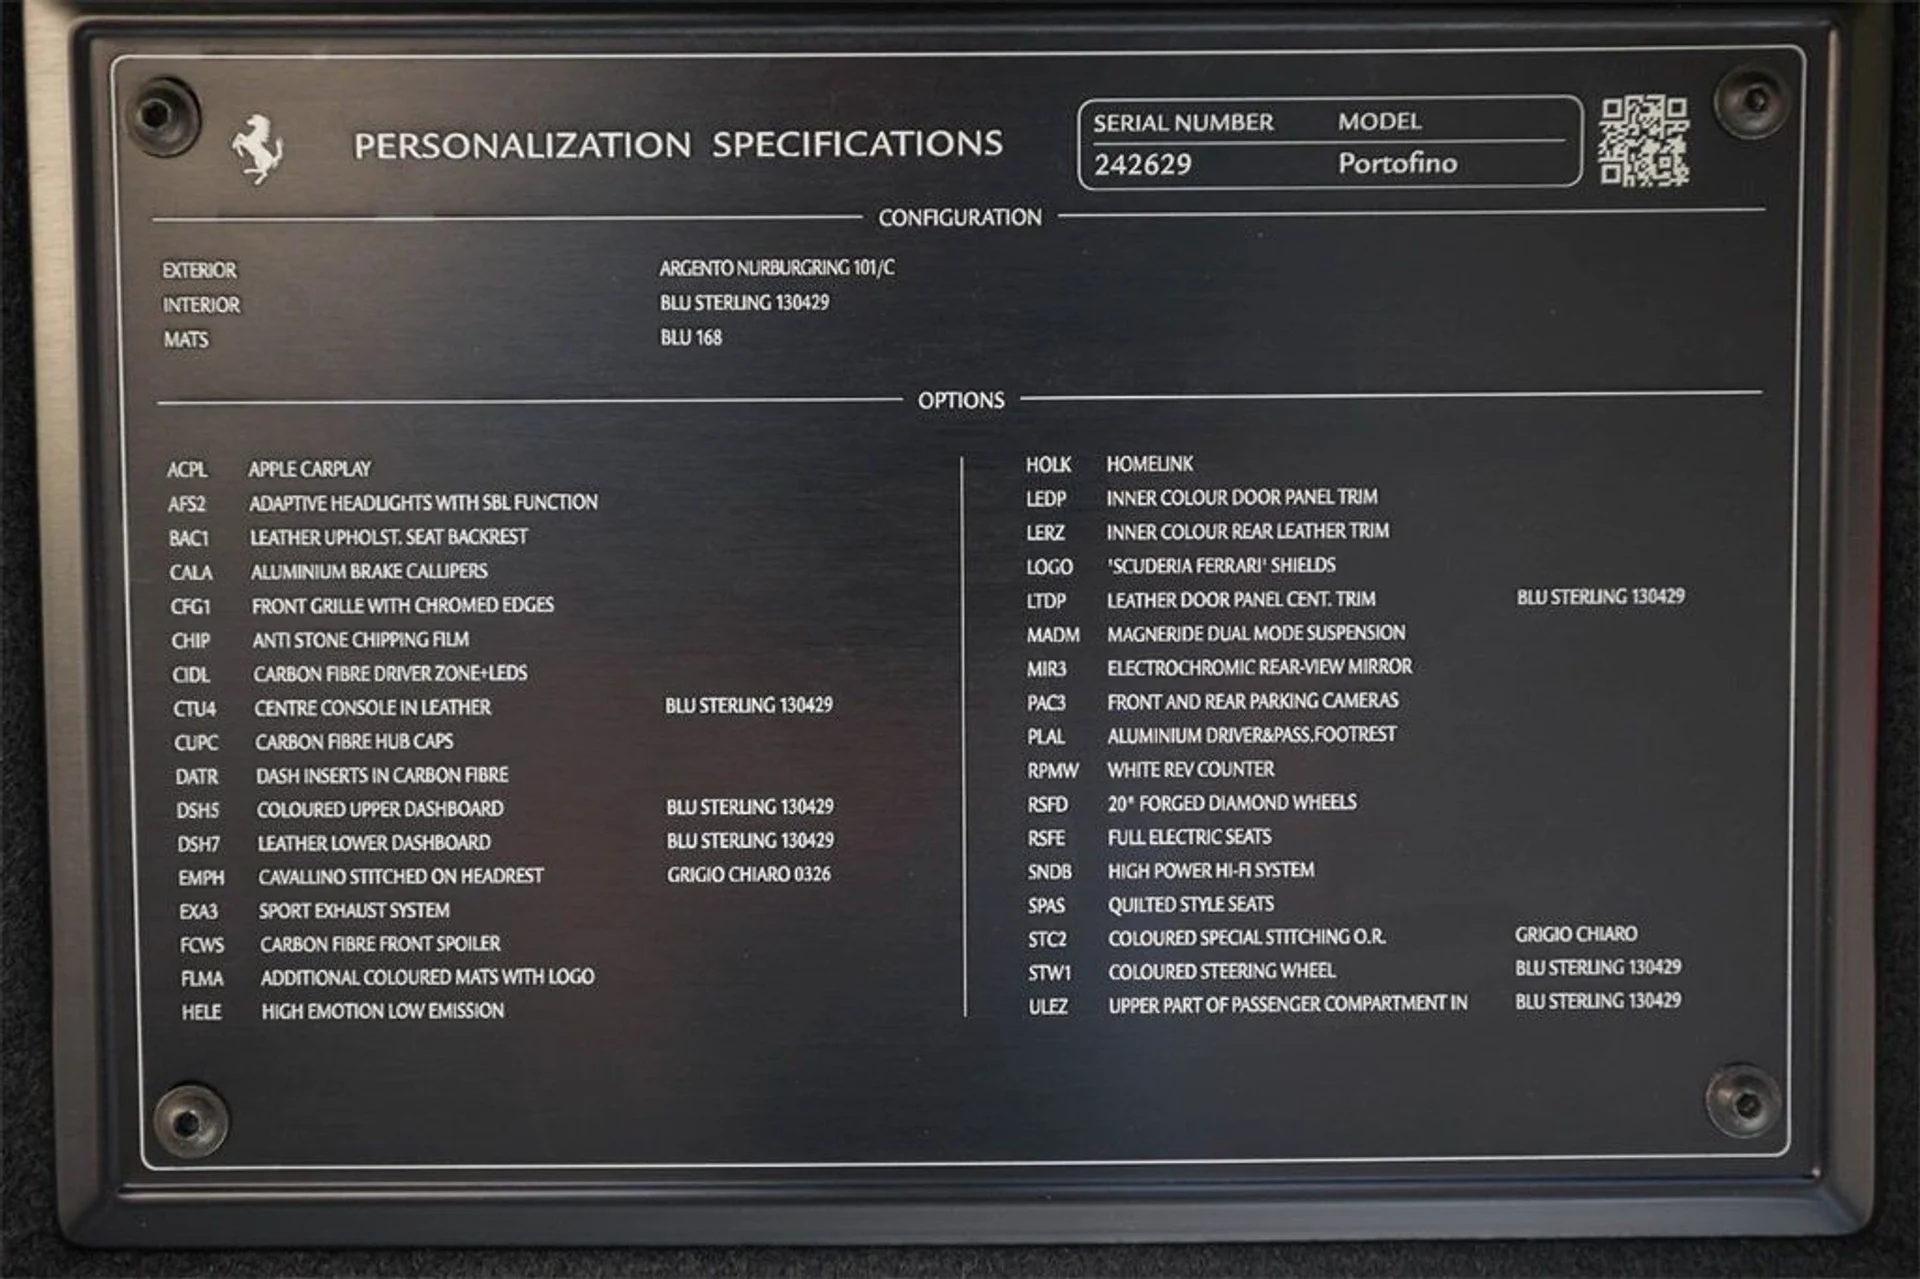 PERSONALIZATION SPECIFICATIONS
SERIAL NUMBER MODEL
242629 Portofino
CONFIGURATION
EXTERIOR ARGENTO NURBURGRING 101/C
INTERIOR BLU STERLING 130429
MATS BLU 168
OPTIONS
ACPL APPLE CARPLAY
AFS2 ADAPTIVE HEADLIGHTS WITH SBL FUNCTION
BAC1 LEATHER UPHOLST. SEAT BACKREST
CALA ALUMINIUM BRAKE CALLIPERS
CFG1 FRONT GRILLE WITH CHROMED EDGES
CHIP ANTI STONE CHIPPING FILM
CIDL CARBON FIBRE DRIVER ZONE+LEDS
CTU4 CENTRE CONSOLE IN LEATHER BLU STERLING 130429
CUPC CARBON FIBRE HUB CAPS
DATR DASH INSERTS IN CARBON FIBRE
DSH5 COLOURED UPPER DASHBOARD BLU STERLING 130429
DSH7 LEATHER LOWER DASHBOARD BLU STERLING 130429
EMPH CAVALLINO STITCHED ON HEADREST GRIGIO CHIARO 0326
EXA3 SPORT EXHAUST SYSTEM
FCWS CARBON FIBRE FRONT SPOILER
FLMA ADDITIONAL COLOURED MATS WITH LOGO
HELE HIGH EMOTION LOW EMISSION
HOLK HOMELINK
LEDP INNER COLOUR DOOR PANEL TRIM
LERZ INNER COLOUR REAR LEATHER TRIM
LOGO 'SCUDERIA FERRARI' SHIELDS
LTDP LEATHER DOOR PANEL CENT. TRIM BLU STERLING 130429
MADM MAGNERIDE DUAL MODE SUSPENSION
MIR3 ELECTROCHROMIC REAR-VIEW MIRROR
PAC3 FRONT AND REAR PARKING CAMERAS
PLAL ALUMINIUM DRIVER&PASS.FOOTREST
RPMW WHITE REV COUNTER
RSFD 20" FORGED DIAMOND WHEELS
RSFE FULL ELECTRIC SEATS
SNDB HIGH POWER HI-FI SYSTEM
SPAS QUILTED STYLE SEATS
STC2 COLOURED SPECIAL STITCHING O.R. GRIGIO CHIARO
STW1 COLOURED STEERING WHEEL BLU STERLING 130429
ULEZ UPPER PART OF PASSENGER COMPARTMENT IN BLU STERLING 130429